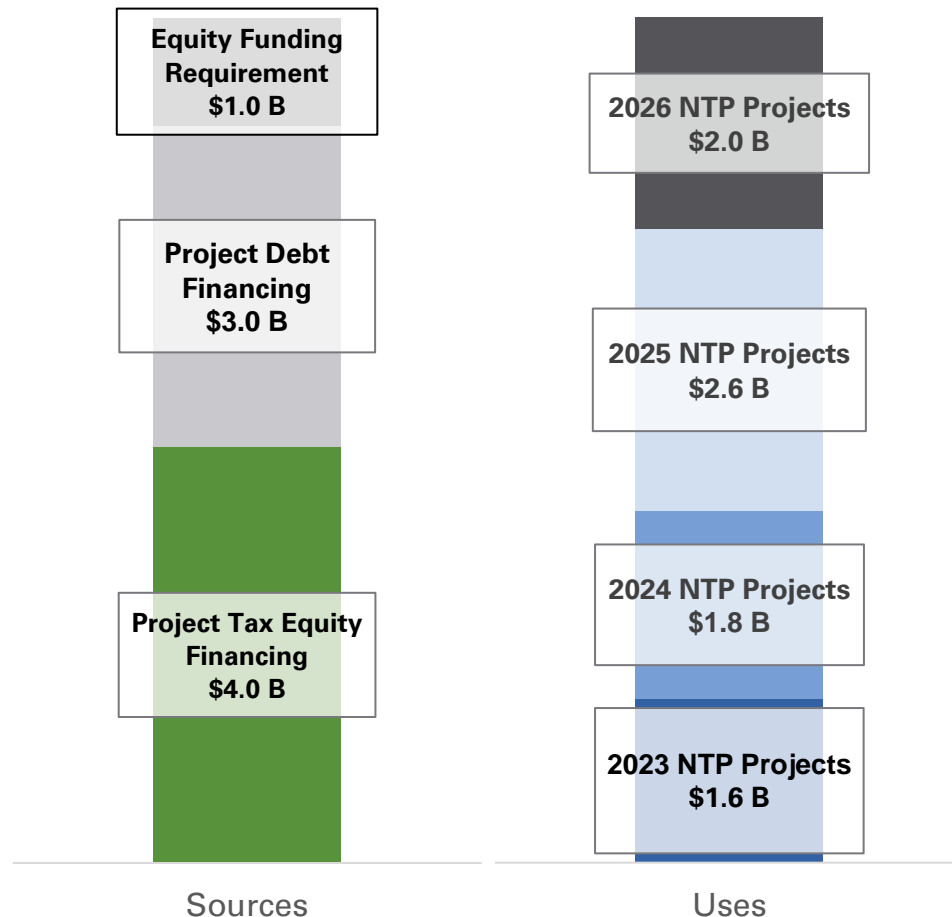 Equity Funding
Requirement
$1.0 B
Project Debt
Financing
$3.0 B
Project Tax Equity
Financing
$4.0 B
Sources
2026 NTP Projects
$2.0 B
2025 NTP Projects
$2.6 B
2024 NTP Projects
$1.8 B
2023 NTP Projects
$1.6 B
Uses